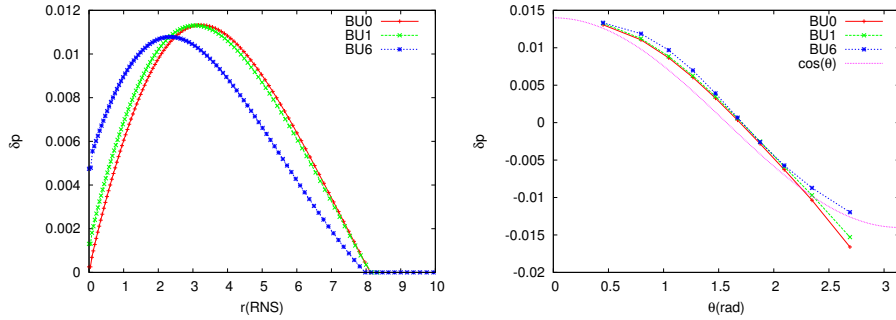 δp
0.012
0.01
0.008
0.006
0.004
0.002
0
0 1 2 3 4 5 6 7 8 9 10
r(RNS)
BU0
BU1
BU6
δp
0.015
0.01
0.005
0
-0.005
-0.01
-0.015
-0.02
0 0.5 1 1.5 2 2.5 3
θ(rad)
BU0
BU1
BU6
cos(θ)